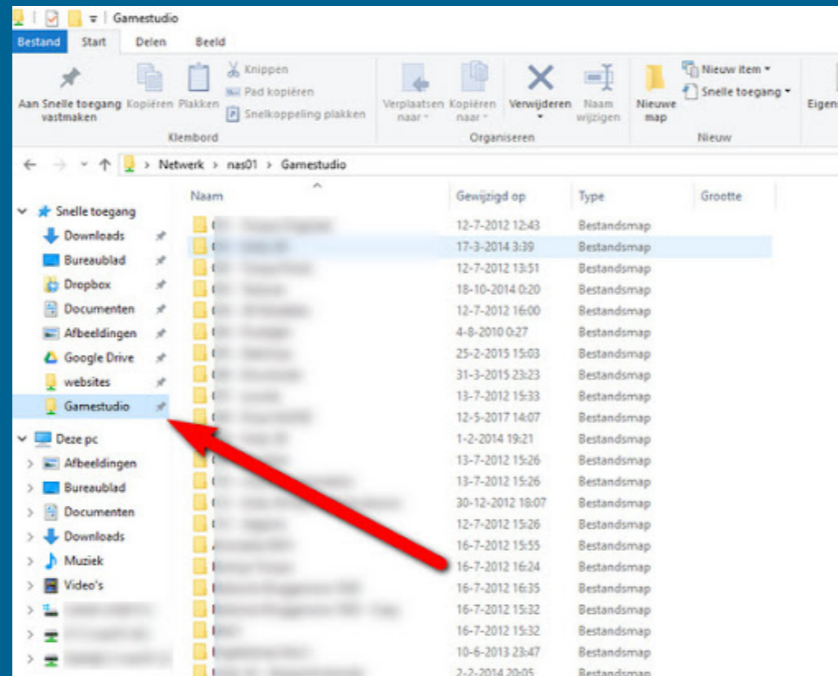 Gamestudio
Bestand Start Delen Beeld
Aan Snelle toegang vastmaken
Kopiëren
Plakken
Knippen
Pad kopiëren
Snelkoppeling plakken
Klembord
Verplaatsen naar
Kopiëren naar
Verwijderen
Naam wijzigen
Organiseren
Nieuwe map
Nieuw item
Snelle toegang
Nieuw
Eigen
Netwerk > nas01 > Gamestudio
Naam Gewijzigd op Type Grootte
Snelle toegang
Downloads
Bureaublad
Dropbox
Documenten
Afbeeldingen
Google Drive
websites
Gamestudio
Deze pc
Afbeeldingen
Bureaublad
Documenten
Downloads
Muziek
Video's
12-7-2012 12:43 Bestandsmap
17-3-2014 3:39 Bestandsmap
12-7-2012 13:51 Bestandsmap
18-10-2014 0:20 Bestandsmap
12-7-2012 16:00 Bestandsmap
4-8-2010 0:27 Bestandsmap
25-2-2015 15:03 Bestandsmap
31-3-2015 23:23 Bestandsmap
13-7-2012 15:33 Bestandsmap
12-5-2017 14:07 Bestandsmap
1-2-2014 19:21 Bestandsmap
13-7-2012 15:26 Bestandsmap
13-7-2012 15:26 Bestandsmap
30-12-2012 18:07 Bestandsmap
12-7-2012 15:26 Bestandsmap
16-7-2012 15:55 Bestandsmap
16-7-2012 16:24 Bestandsmap
16-7-2012 16:35 Bestandsmap
16-7-2012 15:32 Bestandsmap
16-7-2012 15:32 Bestandsmap
10-6-2013 23:47 Bestandsmap
2-2-2014 20:05 Bestandsmap